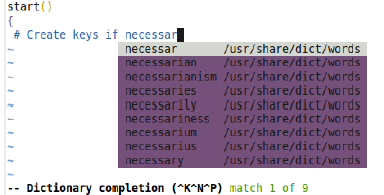 start()
{
# Create keys if necessar
~ necessar /usr/share/dict/words
~ necessarian /usr/share/dict/words
~ necessarianism /usr/share/dict/words
~ necessaries /usr/share/dict/words
~ necessarily /usr/share/dict/words
~ necessariness /usr/share/dict/words
~ necessarium /usr/share/dict/words
~ necessarius /usr/share/dict/words
~ necessary /usr/share/dict/words
~
-- Dictionary completion (^K^N^P) match 1 of 9